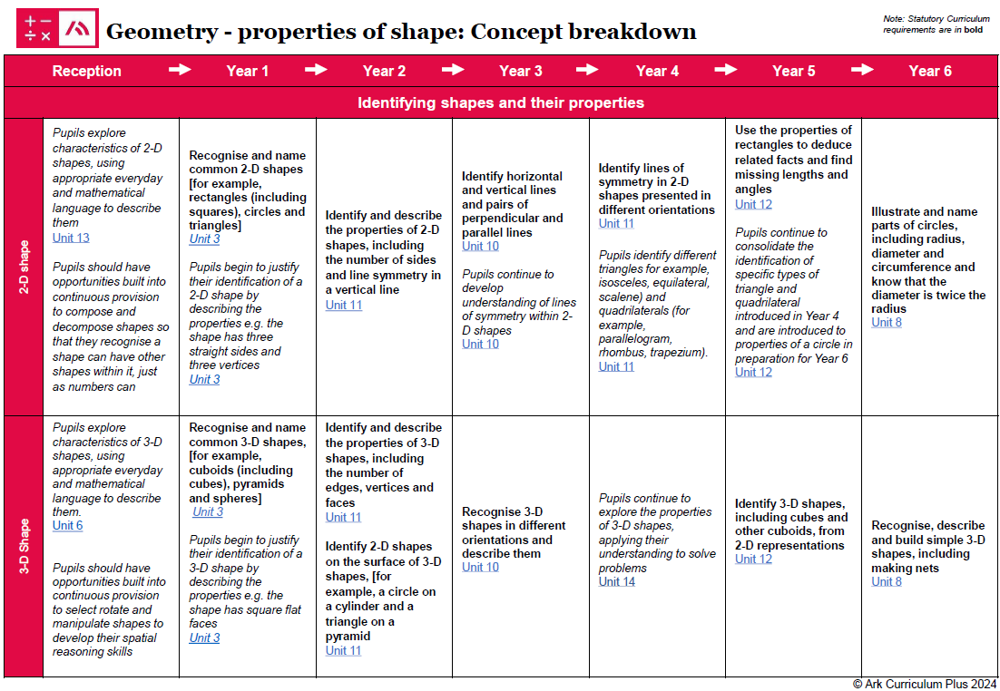 Geometry - properties of shape: Concept breakdown
Note: Statutory Curriculum
requirements are in bold
Reception
Year 1
Year 2
Year 3
Year 4
Year 5
Year 6
Identifying shapes and their properties
2-D shape
Pupils explore
characteristics of 2-D
shapes, using
appropriate everyday
and mathematical
language to describe
them
Unit 13
Pupils should have
opportunities built into
continuous provision
to compose and
decompose shapes so
that they recognise a
shape can have other
shapes within it, just
as numbers can
Recognise and name
common 2-D shapes
[for example,
rectangles (including
squares), circles and
triangles]
Unit 3
Pupils begin to justify
their identification of a
2-D shape by
describing the
properties e.g. the
shape has three
straight sides and
three vertices
Unit 3
Identify and describe
the properties of 2-D
shapes, including
the number of sides
and line symmetry in
a vertical line
Unit 11
Identify horizontal
and vertical lines
and pairs of
perpendicular and
parallel lines
Unit 10
Pupils continue to
develop
understanding of lines
of symmetry within 2-
D shapes
Unit 10
Identify lines of
symmetry in 2-D
shapes presented in
different orientations
Unit 11
Pupils identify different
triangles for example,
isosceles, equilateral,
scalene) and
quadrilaterals (for
example,
parallelogram,
rhombus, trapezium).
Unit 11
Use the properties of
rectangles to deduce
related facts and find
missing lengths and
angles
Unit 12
Pupils continue to
consolidate the
identification of
specific types of
triangle and
quadrilateral
introduced in Year 4
and are introduced to
properties of a circle in
preparation for Year 6
Unit 12
Illustrate and name
parts of circles,
including radius,
diameter and
circumference and
know that the
diameter is twice the
radius
Unit 8
3-D Shape
Pupils explore
characteristics of 3-D
shapes, using
appropriate everyday
and mathematical
language to describe
them.
Unit 6
Pupils should have
opportunities built into
continuous provision
to select rotate and
manipulate shapes to
develop their spatial
reasoning skills
Recognise and name
common 3-D shapes,
[for example,
cuboids (including
cubes), pyramids
and spheres]
Unit 3
Pupils begin to justify
their identification of a
3-D shape by
describing the
properties e.g. the
shape has square flat
faces
Unit 3
Identify and describe
the properties of 3-D
shapes, including
the number of
edges, vertices and
faces
Unit 11
Identify 2-D shapes
on the surface of 3-D
shapes, [for
example, a circle on
a cylinder and a
triangle on a
pyramid
Unit 11
Recognise 3-D
shapes in different
orientations and
describe them
Unit 10
Pupils continue to
explore the properties
of 3-D shapes,
applying their
understanding to solve
problems
Unit 14
Identify 3-D shapes,
including cubes and
other cuboids, from
2-D representations
Unit 12
Recognise, describe
and build simple 3-D
shapes, including
making nets
Unit 8
© Ark Curriculum Plus 2024